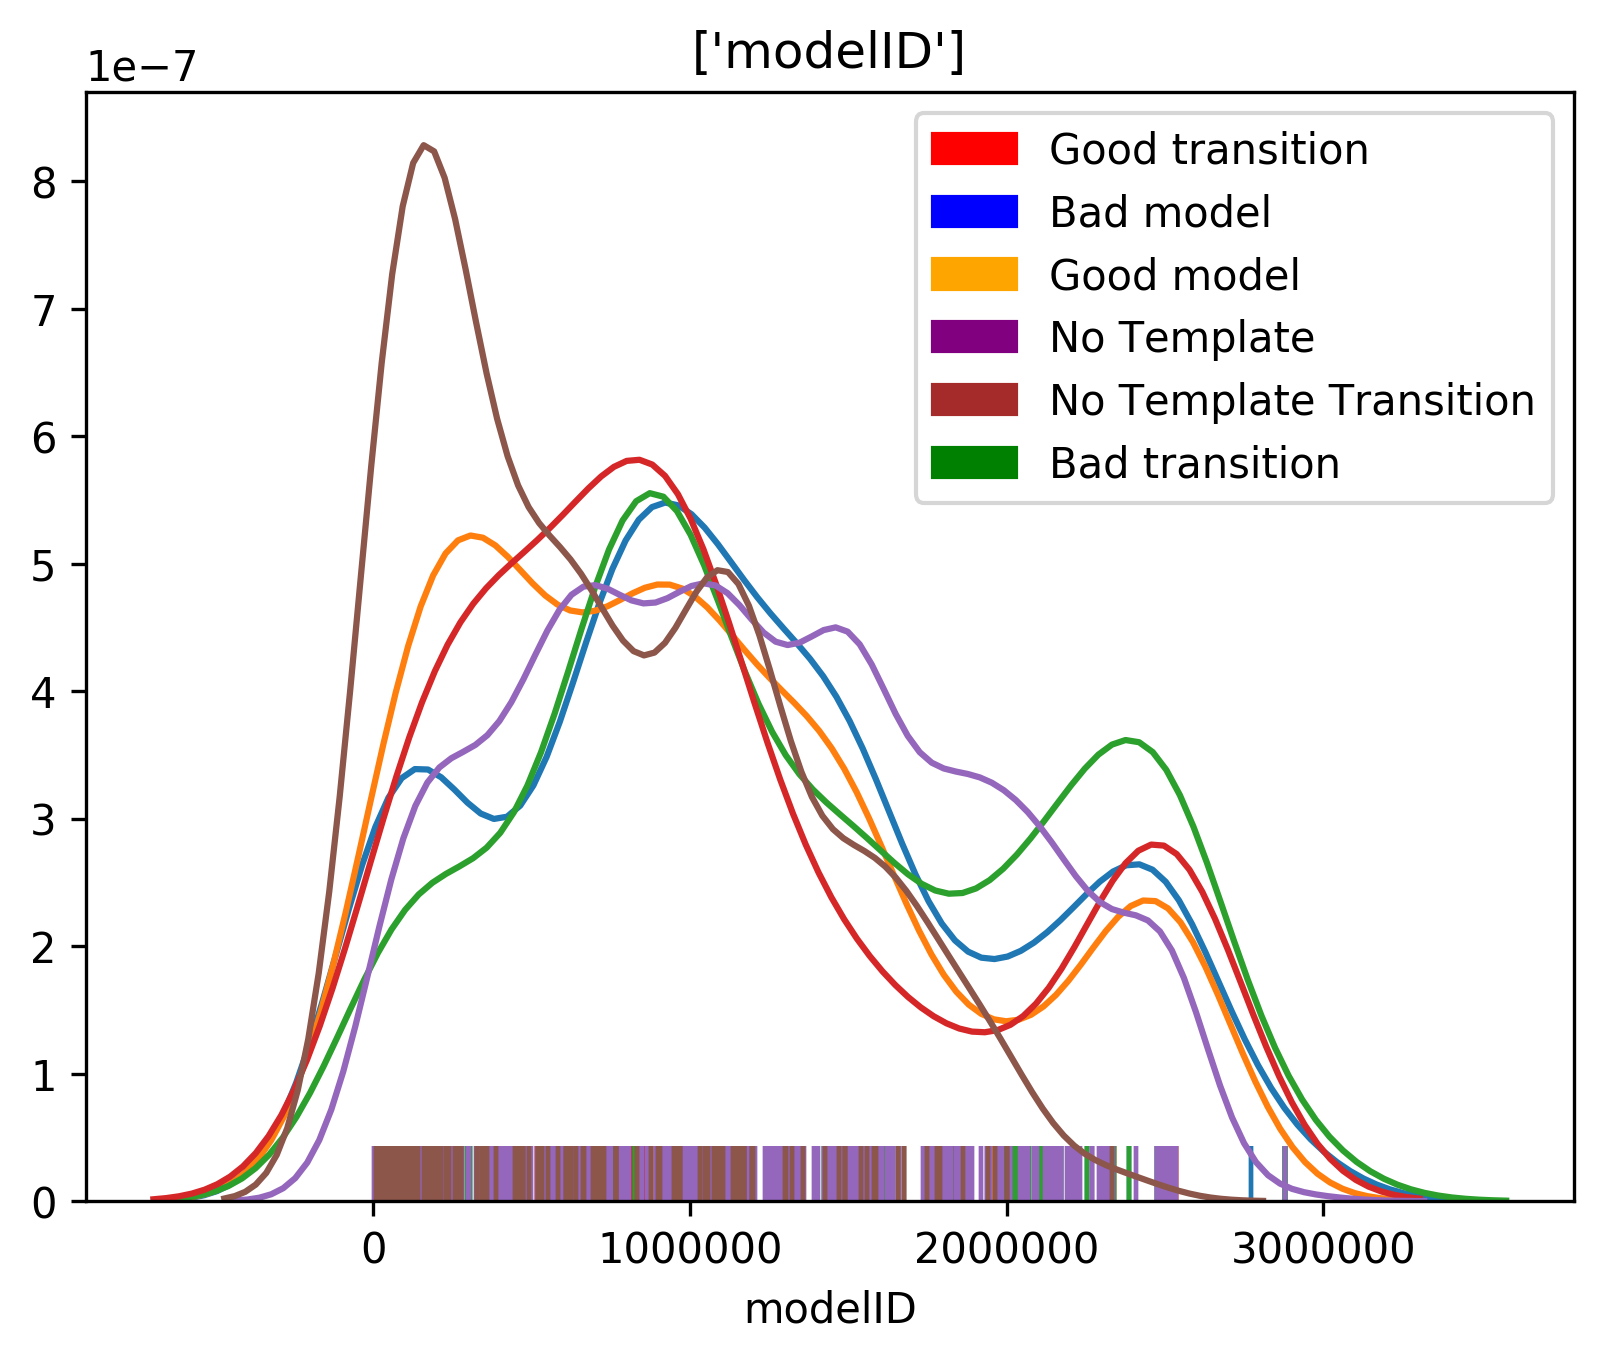 ['modelID']
1e−7
8
7
6
5
4
3
2
1
0
Good transition
Bad model
Good model
No Template
No Template Transition
Bad transition
0 1000000 2000000 3000000
modelID